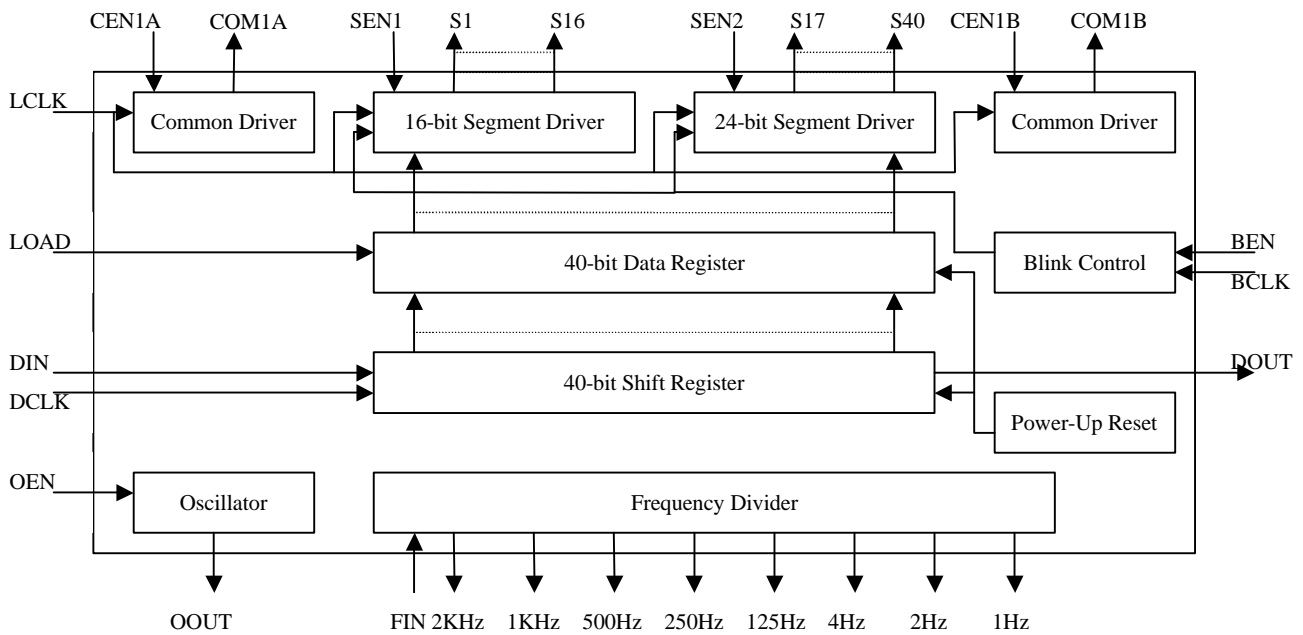 CEN1A COM1A SEN1 S1 S16 SEN2 S17 S40 CEN1B COM1B
LCLK Common Driver 16-bit Segment Driver 24-bit Segment Driver Common Driver
LOAD 40-bit Data Register Blink Control BEN
BCLK
DIN 40-bit Shift Register DOUT
DCLK
Power-Up Reset
OEN Oscillator Frequency Divider
OOUT FIN 2KHz 1KHz 500Hz 250Hz 125Hz 4Hz 2Hz 1Hz